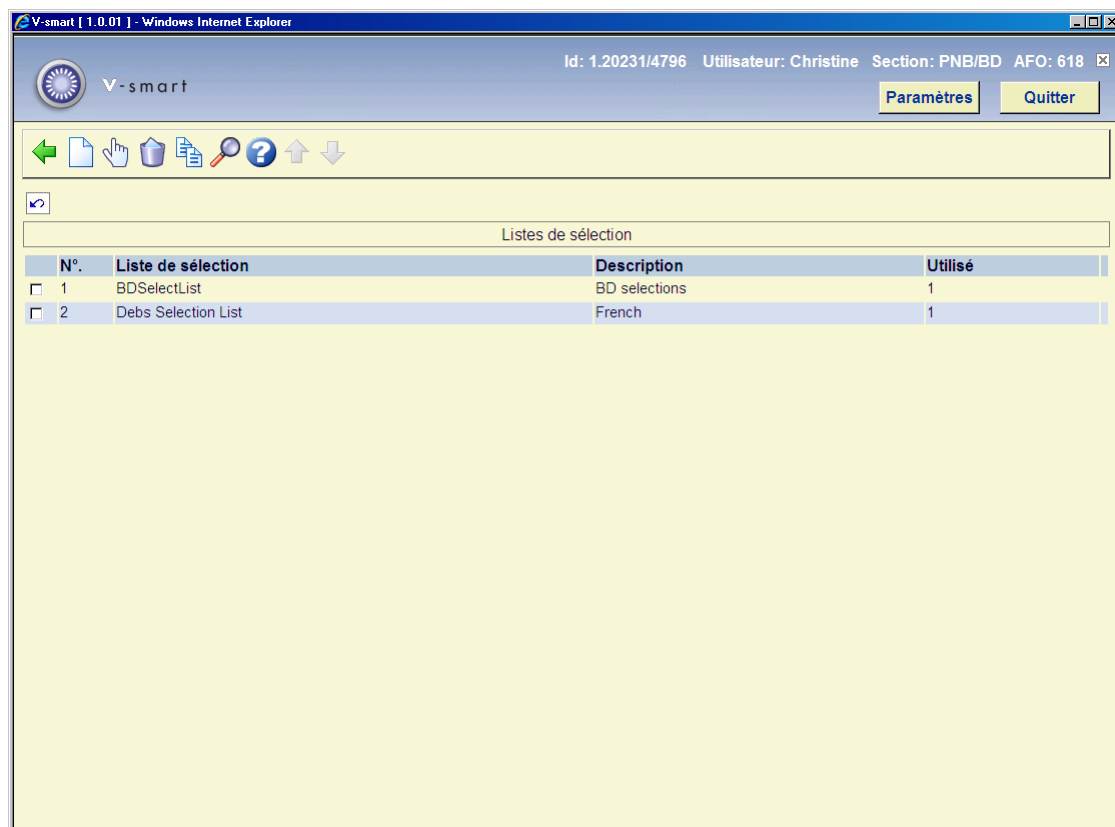 V-smart [ 1.0.01 ] - Windows Internet Explorer
Id: 1.20231/4796 Utilisateur: Christine Section: PNB/BD AFO: 618
V-smart
Paramètres Quitter
Listes de sélection
N°. Liste de sélection Description Utilisé
1 BDSelectList BD selections 1
2 Debs Selection List French 1